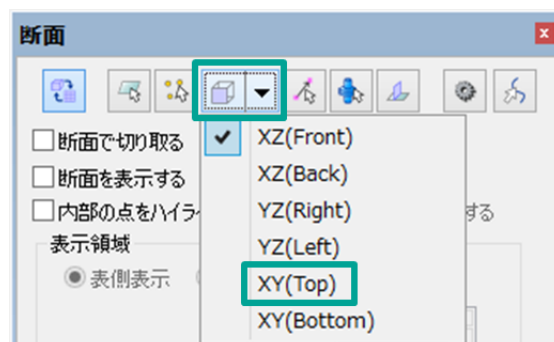 断面
断面で切り取る
断面を表示する
内部の点をハイラ
する
表示領域
表側表示
XZ(Front)
XZ(Back)
YZ(Right)
YZ(Left)
XY(Top)
XY(Bottom)